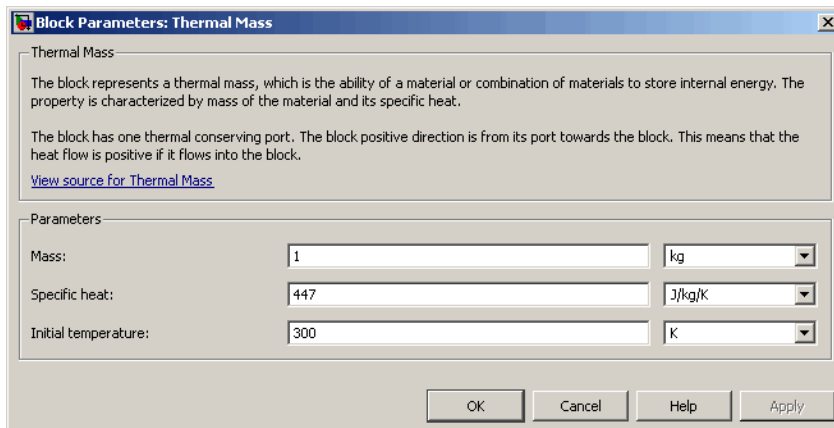 Block Parameters: Thermal Mass
Thermal Mass
The block represents a thermal mass, which is the ability of a material or combination of materials to store internal energy. The
property is characterized by mass of the material and its specific heat.
The block has one thermal conserving port. The block positive direction is from its port towards the block. This means that the
heat flow is positive if it flows into the block.
View source for Thermal Mass
Parameters
Mass: 1 kg
Specific heat: 447 J/kg/K
Initial temperature: 300 K
OK Cancel Help Apply